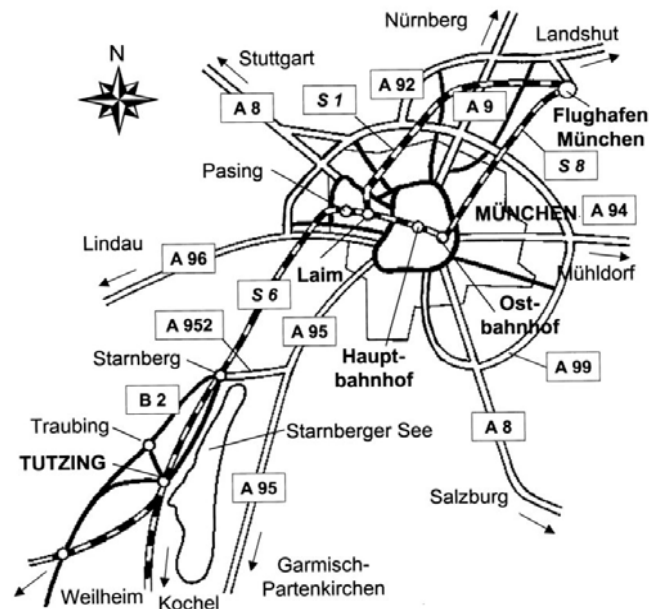 Nürnberg
Landshut
N
Stuttgart
A 92
S 1
A 9
A 8
Flughafen
München
Pasing
S 8
MÜNCHEN
A 94
Lindau
A 96
Laim
Mühldorf
S 6
Ost-
bahnhof
A 952
A 95
Haupt-
bahnhof
Starnberg
A 99
B 2
Traubing
Starnberger See
A 8
TUTZING
A 95
Salzburg
Garmisch-
Partenkirchen
Weilheim
Kochel